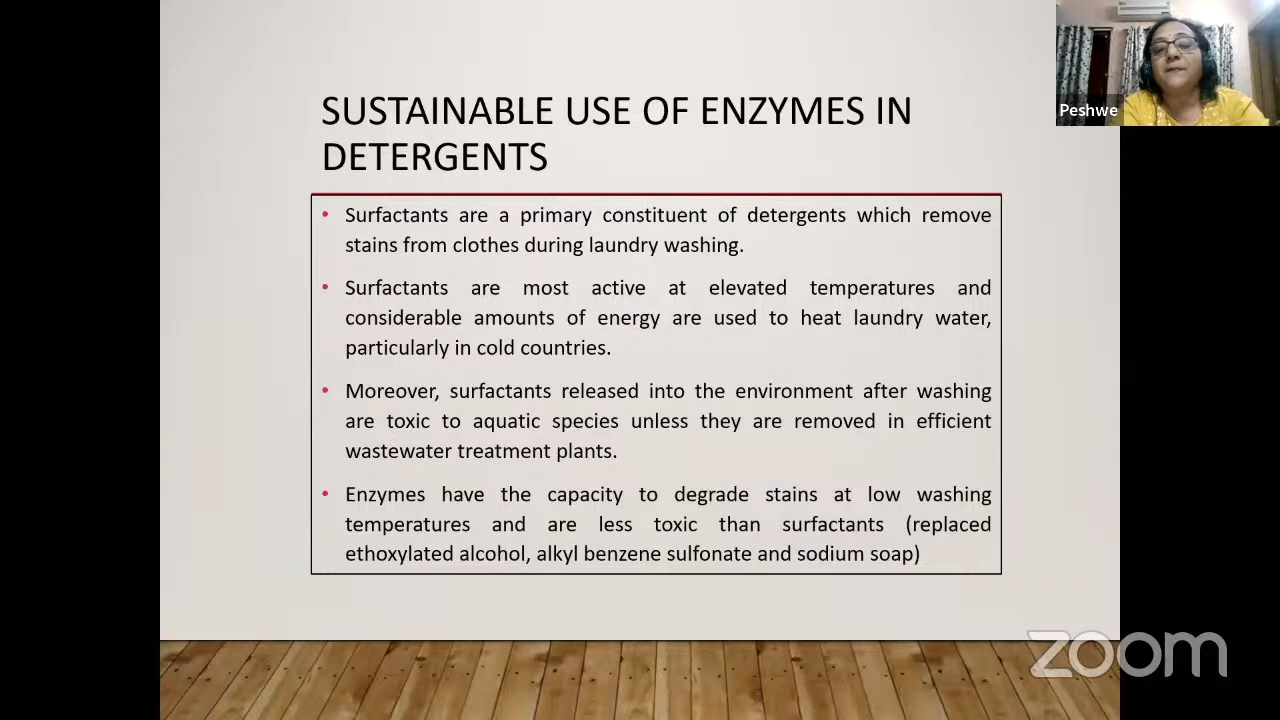 SUSTAINABLE USE OF ENZYMES IN
DETERGENTS
• Surfactants are a primary constituent of detergents which remove
stains from clothes during laundry washing.
• Surfactants are most active at elevated temperatures and
considerable amounts of energy are used to heat laundry water,
particularly in cold countries.
• Moreover, surfactants released into the environment after washing
are toxic to aquatic species unless they are removed in efficient
wastewater treatment plants.
• Enzymes have the capacity to degrade stains at low washing
temperatures and are less toxic than surfactants (replaced
ethoxylated alcohol, alkyl benzene sulfonate and sodium soap)
Peshwe
zoom